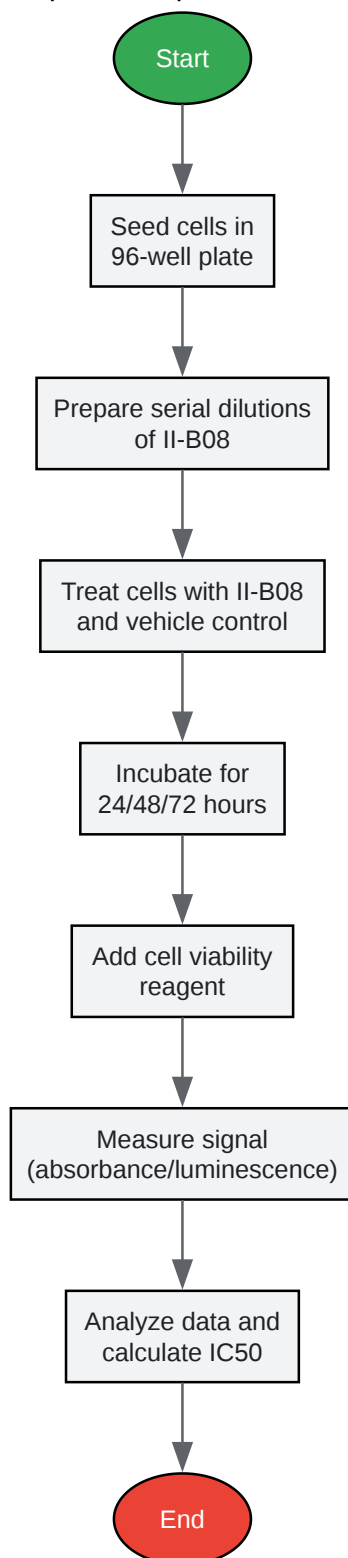 Start
Seed cells in
96-well plate
Prepare serial dilutions
of II-B08
Treat cells with II-B08
and vehicle control
Incubate for
24/48/72 hours
Add cell viability
reagent
Measure signal
(absorbance/luminescence)
Analyze data and
calculate IC50
End